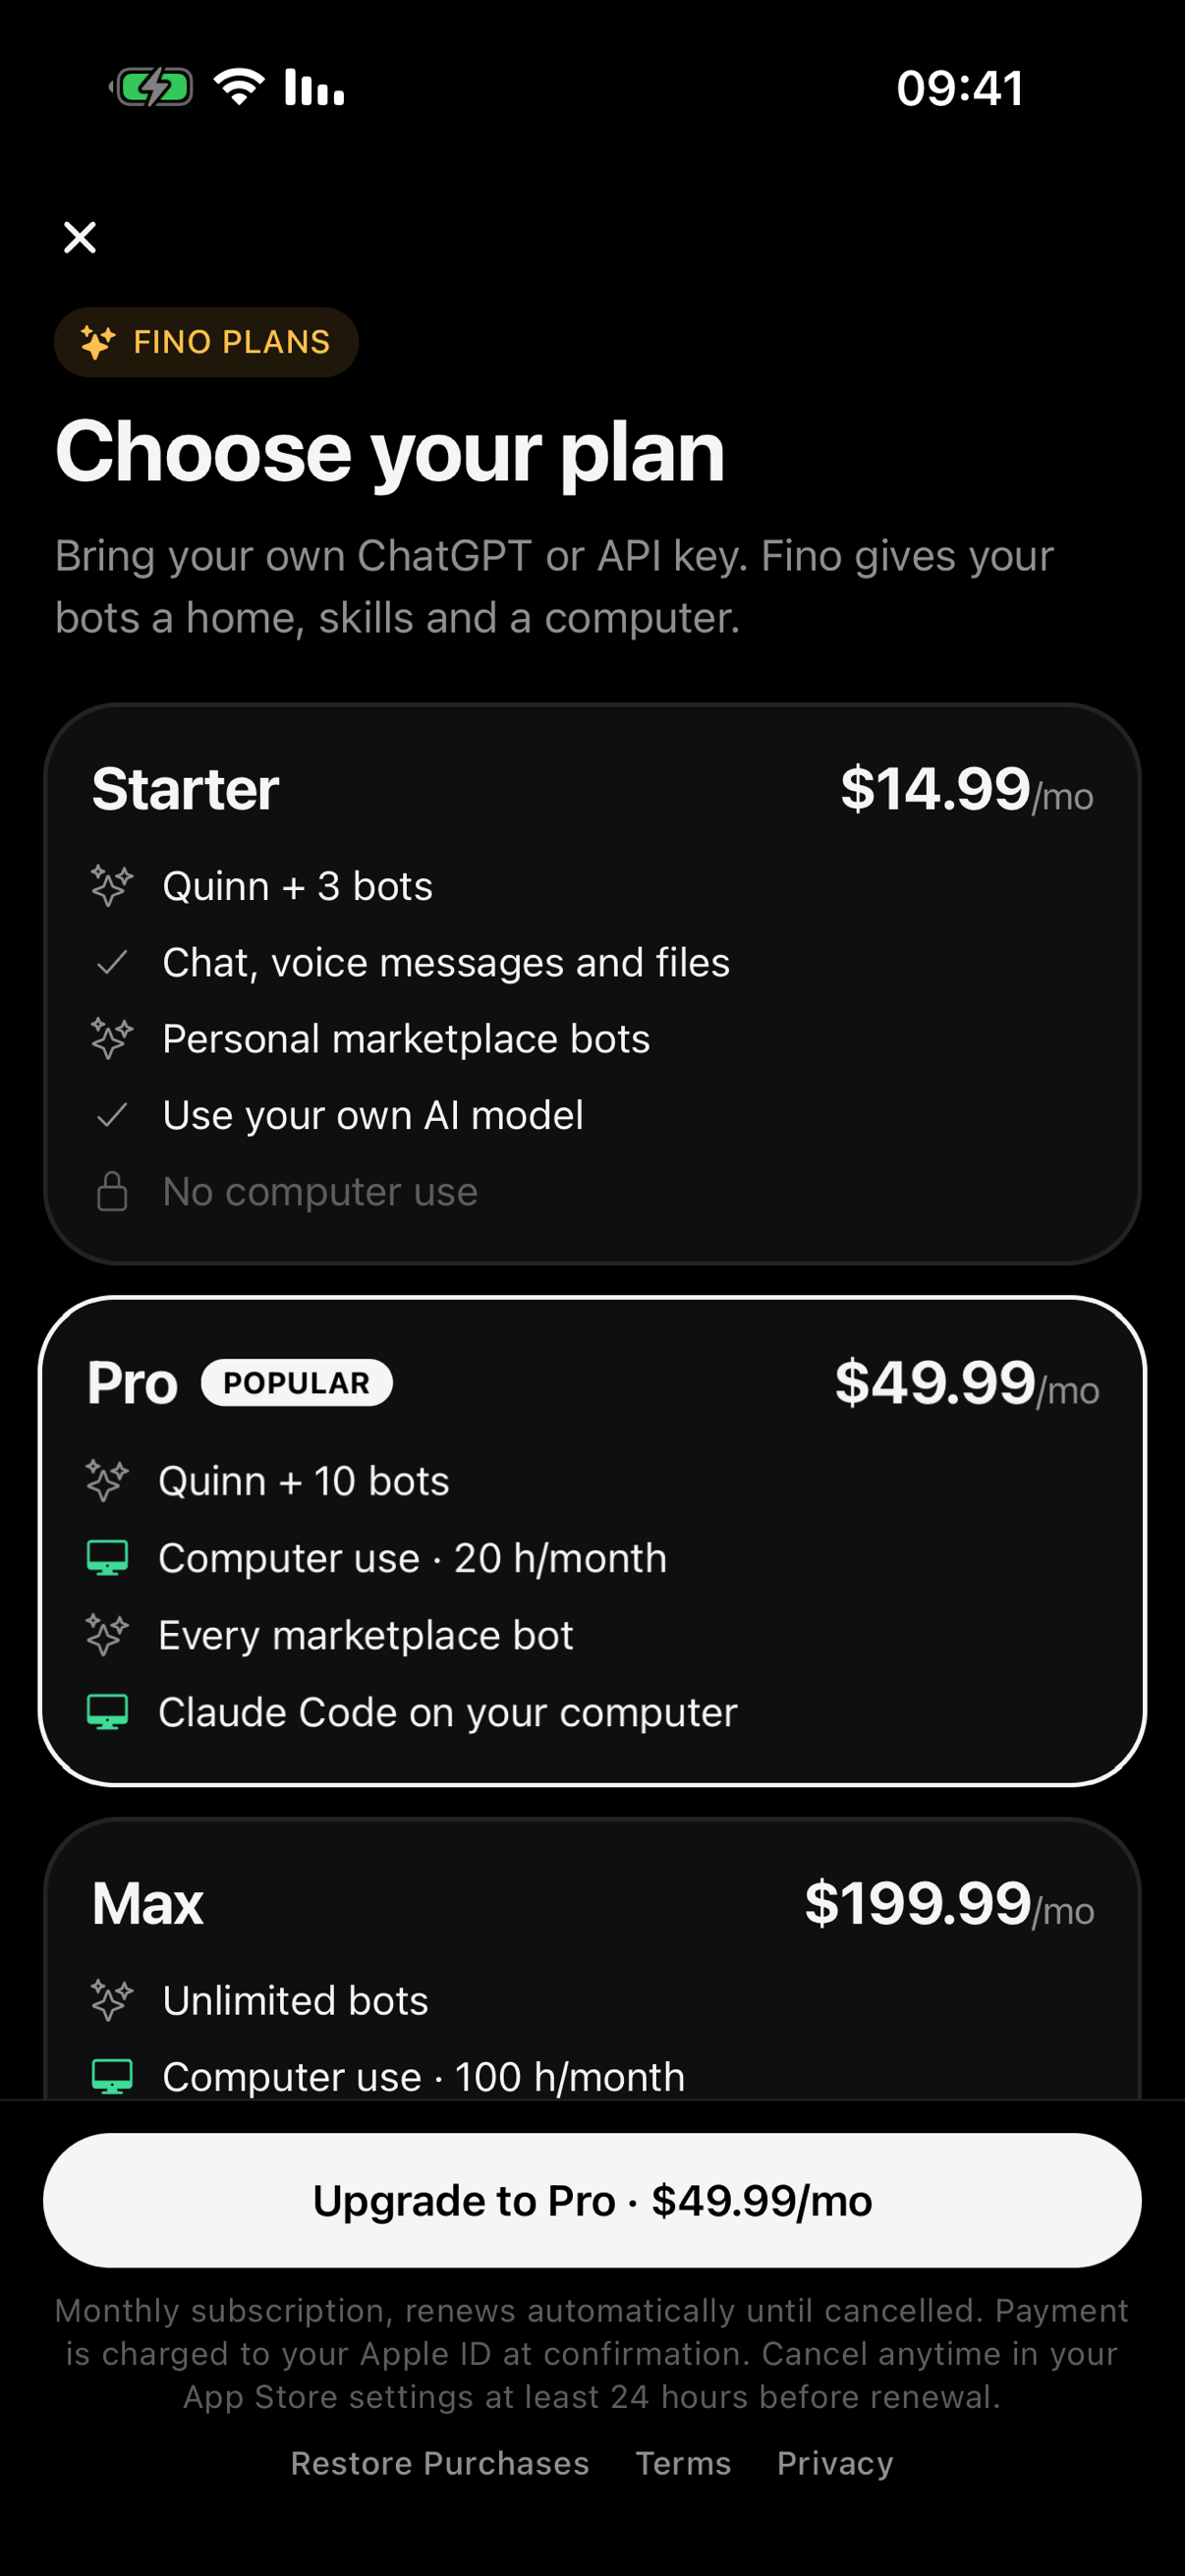 09:41
FINO PLANS
Choose your plan
Bring your own ChatGPT or API key. Fino gives your
bots a home, skills and a computer.
Starter $14.99/mo
Quinn + 3 bots
Chat, voice messages and files
Personal marketplace bots
Use your own AI model
No computer use
Pro POPULAR $49.99/mo
Quinn + 10 bots
Computer use · 20 h/month
Every marketplace bot
Claude Code on your computer
Max $199.99/mo
Unlimited bots
Computer use · 100 h/month
Upgrade to Pro · $49.99/mo
Monthly subscription, renews automatically until cancelled. Payment
is charged to your Apple ID at confirmation. Cancel anytime in your
App Store settings at least 24 hours before renewal.
Restore Purchases Terms Privacy